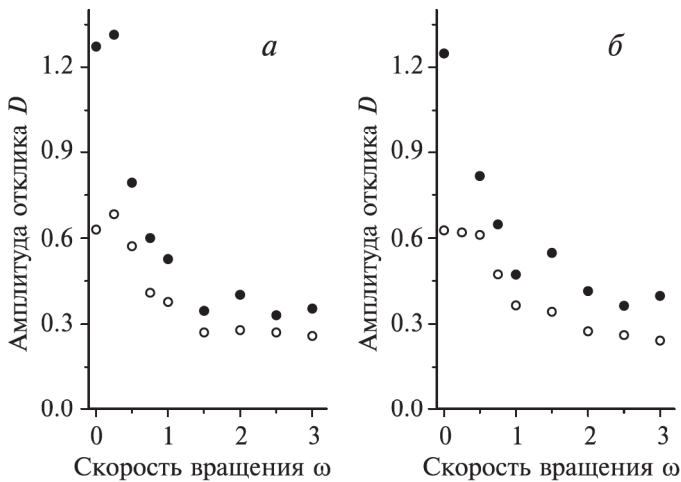 а
б
Амплитуда отклика D
1.2
0.9
0.6
0.3
0.0
0 1 2 3
Скорость вращения ω
Амплитуда отклика D
1.2
0.9
0.6
0.3
0.0
0 1 2 3
Скорость вращения ω